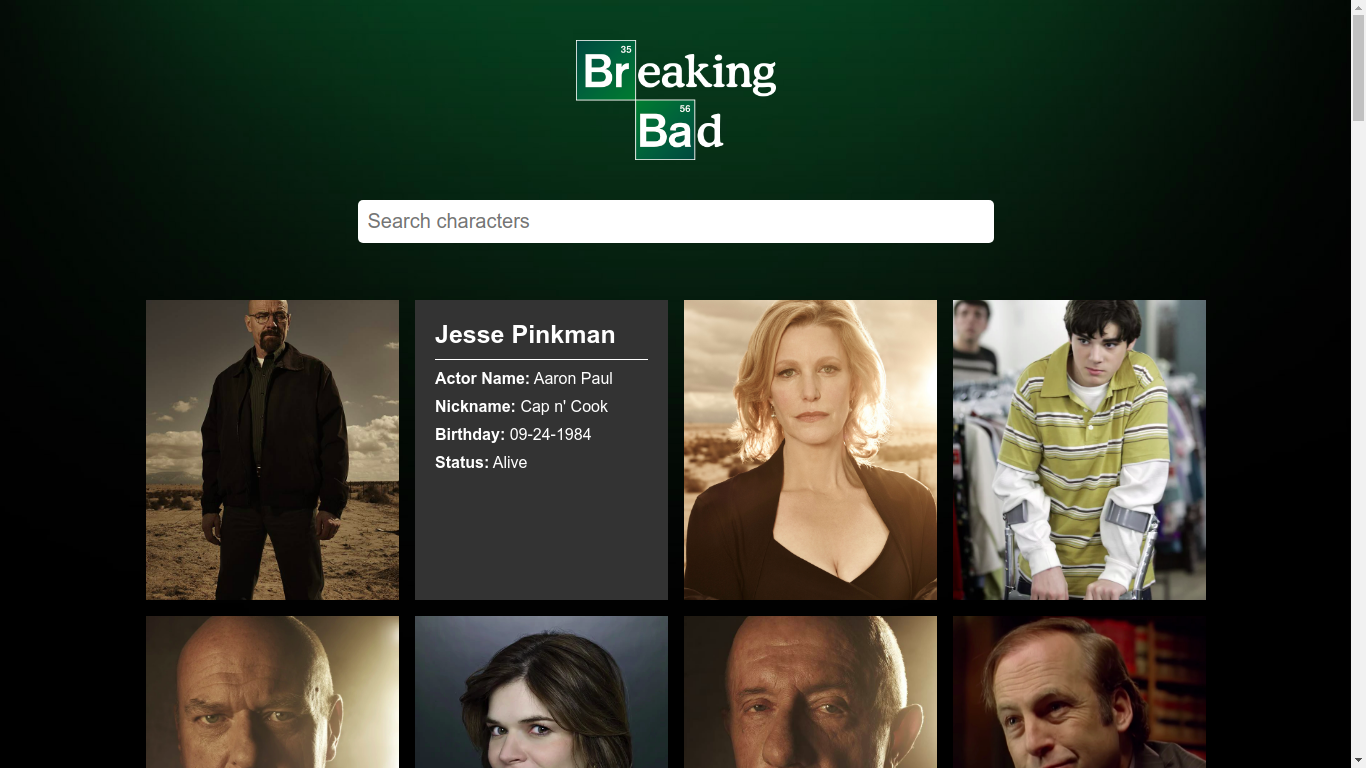 35
Breaking
56
Bad
Search characters
Jesse Pinkman
Actor Name: Aaron Paul
Nickname: Cap n' Cook
Birthday: 09-24-1984
Status: Alive